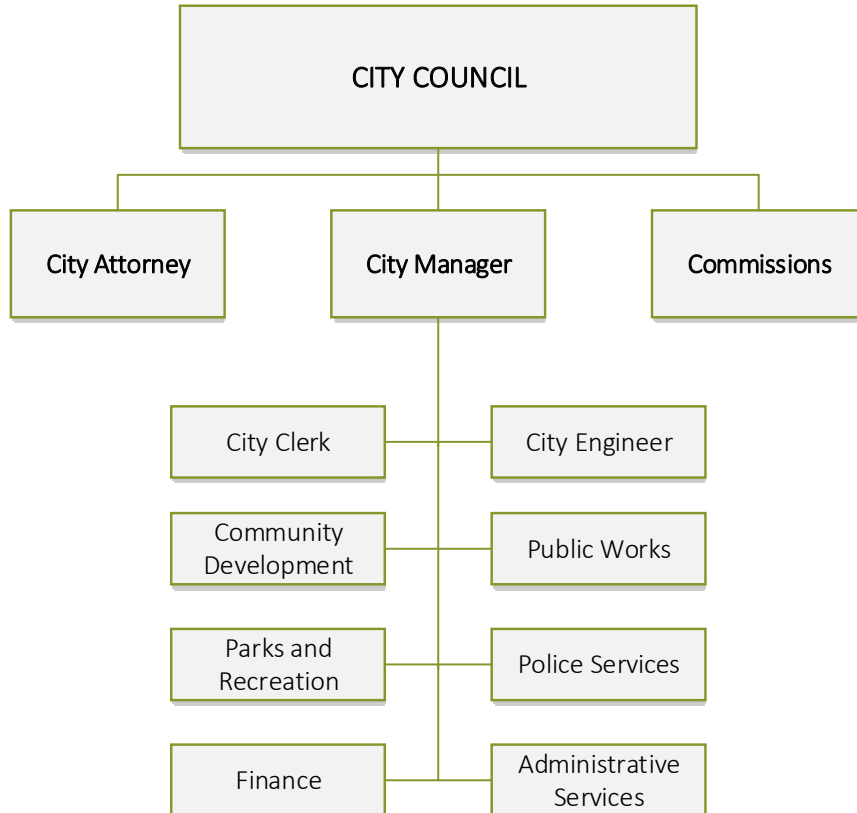 CITY COUNCIL
City Attorney
City Manager
Commissions
City Clerk
City Engineer
Community
Development
Public Works
Parks and
Recreation
Police Services
Finance
Administrative
Services